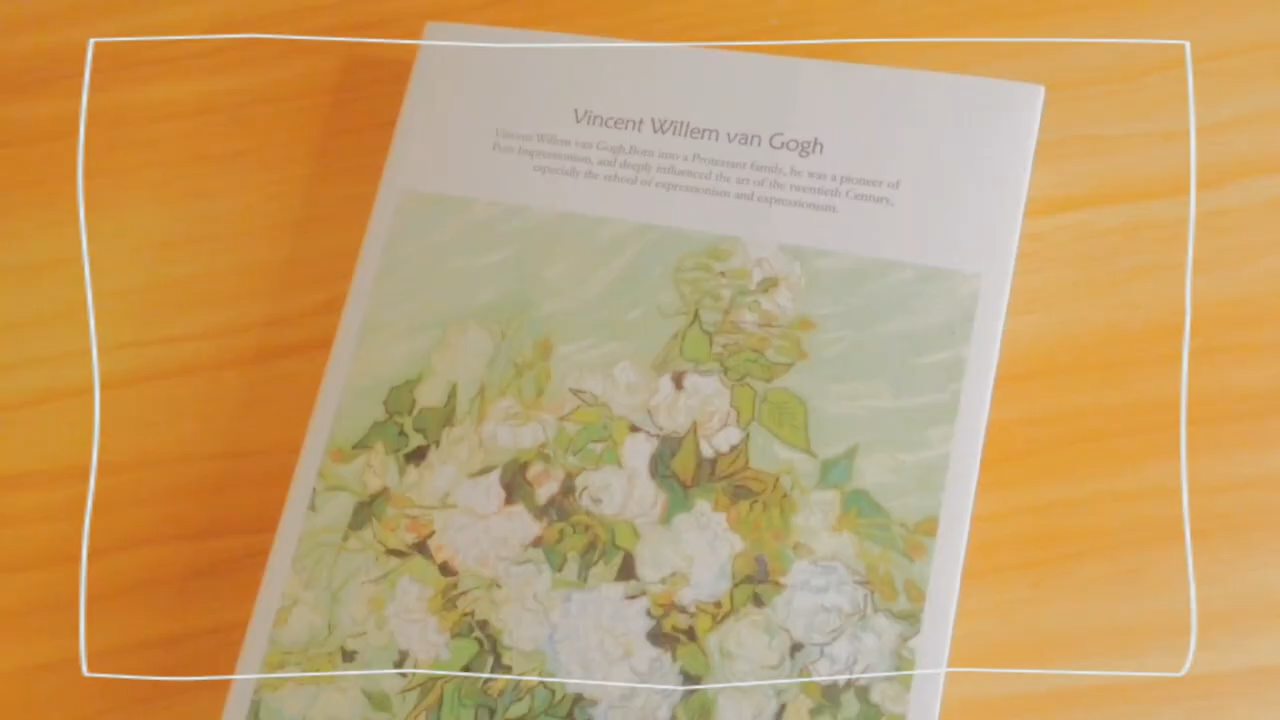 Vincent Willem van Gogh
Vincent Willem van Gogh,Born into a Protestant family, he was a pioneer of
Post-Impressionism, and deeply influenced the art of the twentieth Century,
especially the school of expressionism and expressionism.